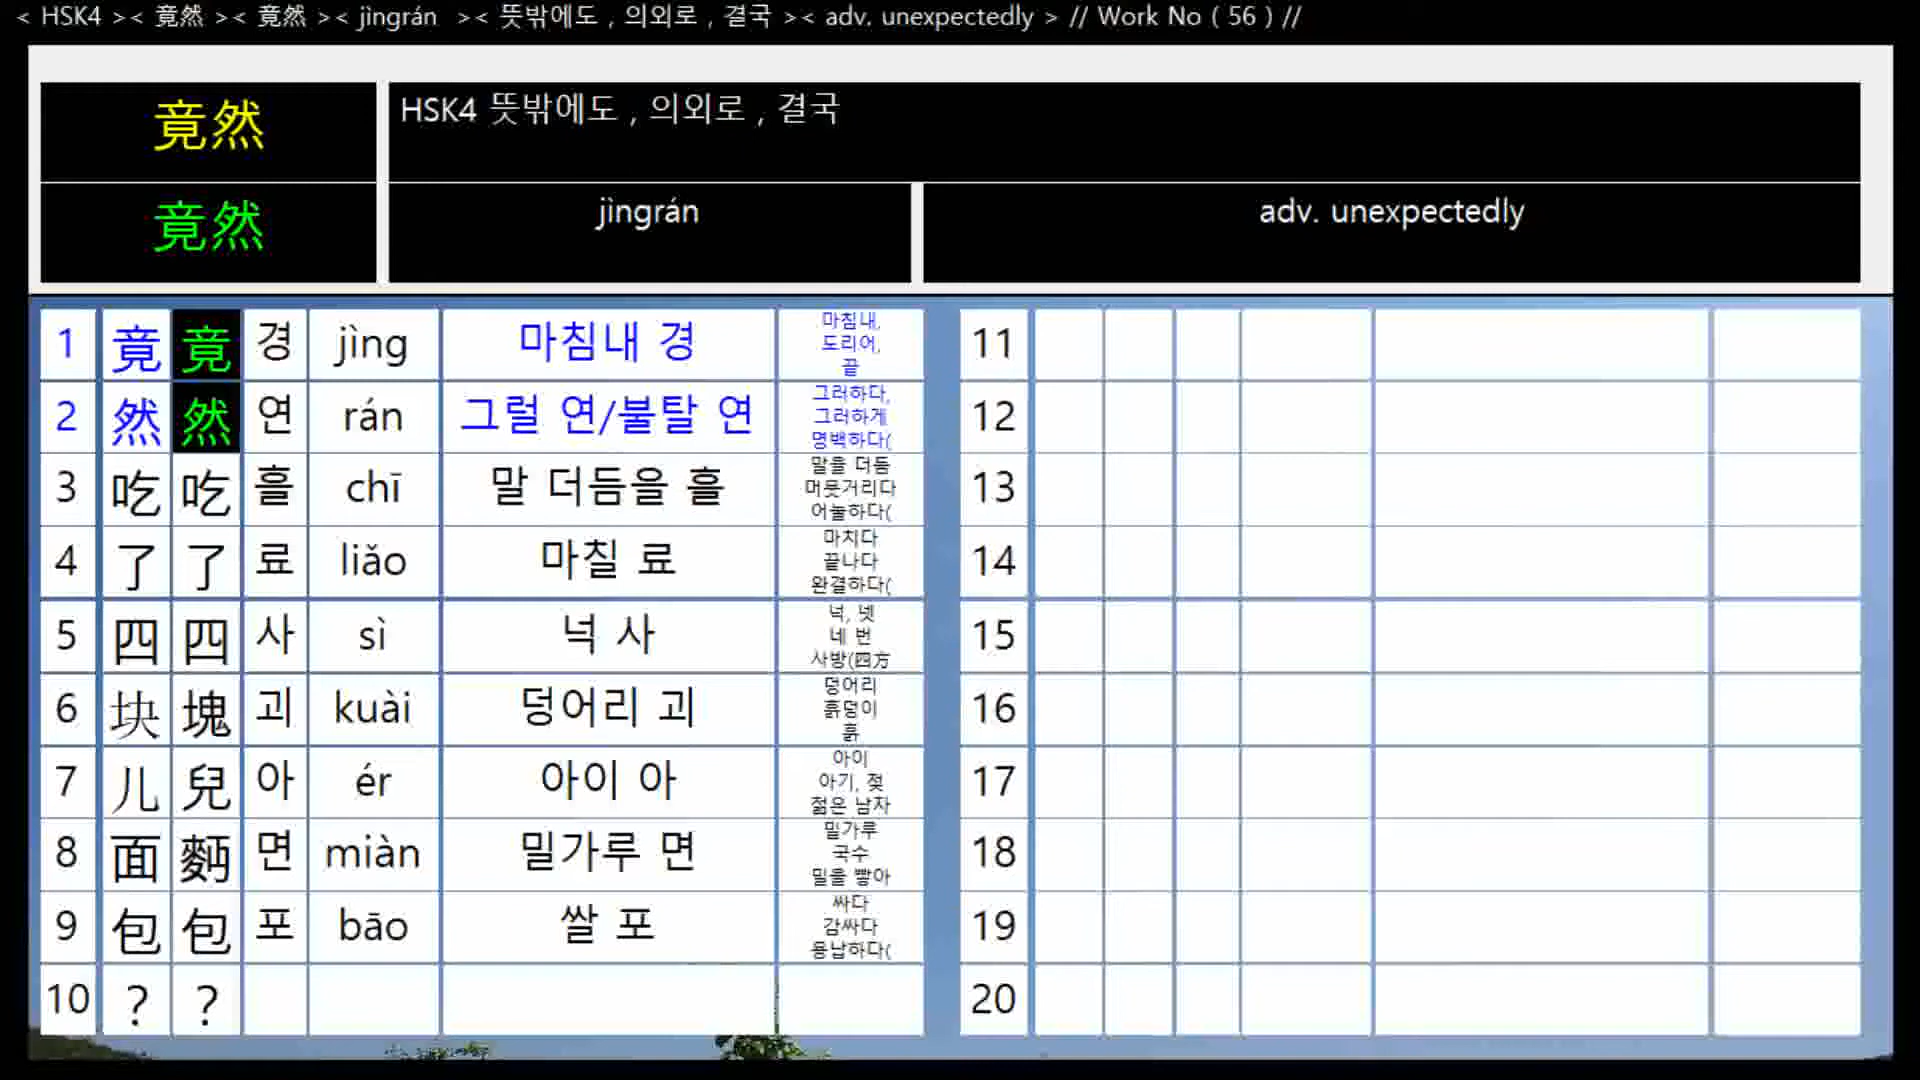 < HSK4 >< 竟然 >< 竟然 >< jìngrán >< 뜻밖에도 , 의외로 , 결국 >< adv. unexpectedly > // Work No ( 56 ) //
竟然
HSK4 뜻밖에도 , 의외로 , 결국
竟然
jìngrán
adv. unexpectedly
1 竟 竟 경 jìng 마침내 경 마침내, 도리어, 끝
2 然 然 연 rán 그럴 연/불탈 연 그러하다, 그러하게 명백하다(
3 吃 吃 흘 chī 말 더듬을 흘 말을 더듬 머뭇거리다 어눌하다(
4 了 了 료 liǎo 마칠 료 마치다 끝나다 완결하다(
5 四 四 사 sì 넉 사 넉, 넷 네 번 사방(四方
6 块 塊 괴 kuài 덩어리 괴 덩어리 흙덩이 흙
7 儿 兒 아 ér 아이 아 아이 아기, 젖 젊은 남자
8 面 麪 면 miàn 밀가루 면 밀가루 국수 밀을 빻아
9 包 包 포 bāo 쌀 포 싸다 감싸다 용납하다(
10 ? ?
11
12
13
14
15
16
17
18
19
20